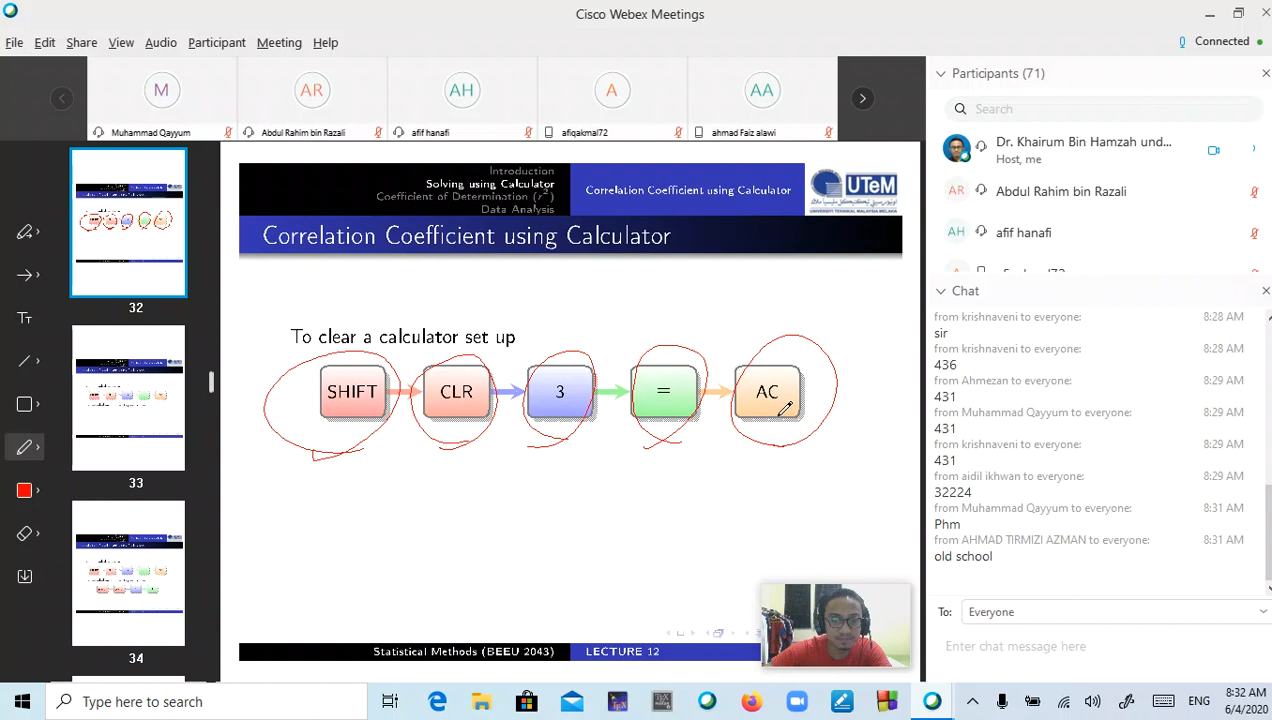 Cisco Webex Meetings
File Edit Share View Audio Participant Meeting Help
Connected
M
AR
AH
A
AA
Muhammad Qayyum
Abdul Rahim bin Razali
afif hanafi
afiqakmal72
ahmad Faiz alawi
Participants (71)
Search
Dr. Khairum Bin Hamzah und...
Host, me
AR
Abdul Rahim bin Razali
AH
afif hanafi
32
33
34
Introduction
Solving using Calculator
Coefficient of Determination (r²)
Data Analysis
Correlation Coefficient using Calculator
UTeM
UNIVERSITI TEKNIKAL MALAYSIA MELAKA
Correlation Coefficient using Calculator
To clear a calculator set up
SHIFT
CLR
3
=
AC
Statistical Methods (BEEU 2043)
LECTURE 12
Chat
from krishnaveni to everyone: 8:28 AM
sir
from krishnaveni to everyone: 8:28 AM
436
from Ahmezan to everyone: 8:29 AM
431
from Muhammad Qayyum to everyone: 8:29 AM
431
from krishnaveni to everyone: 8:29 AM
431
from aidil ikhwan to everyone: 8:29 AM
32224
from Muhammad Qayyum to everyone: 8:31 AM
Phm
from AHMAD TIRMIZI AZMAN to everyone: 8:31 AM
old school
To: Everyone
Enter chat message here
Type here to search
ENG
8:32 AM
6/4/2020